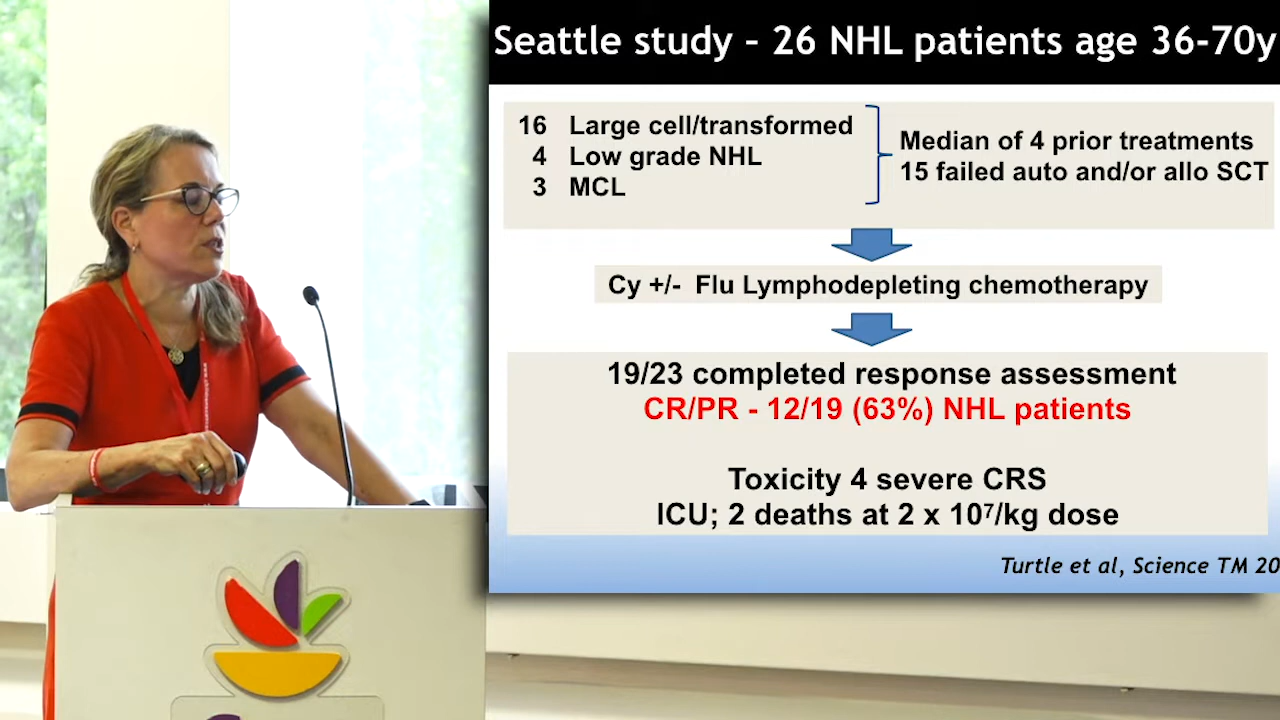 Seattle study – 26 NHL patients age 36-70y
16 Large cell/transformed
4 Low grade NHL
3 MCL
Median of 4 prior treatments
15 failed auto and/or allo SCT
Cy +/- Flu Lymphodepleting chemotherapy
19/23 completed response assessment
CR/PR - 12/19 (63%) NHL patients
Toxicity 4 severe CRS
ICU; 2 deaths at 2 x 10⁷/kg dose
Turtle et al, Science TM 20